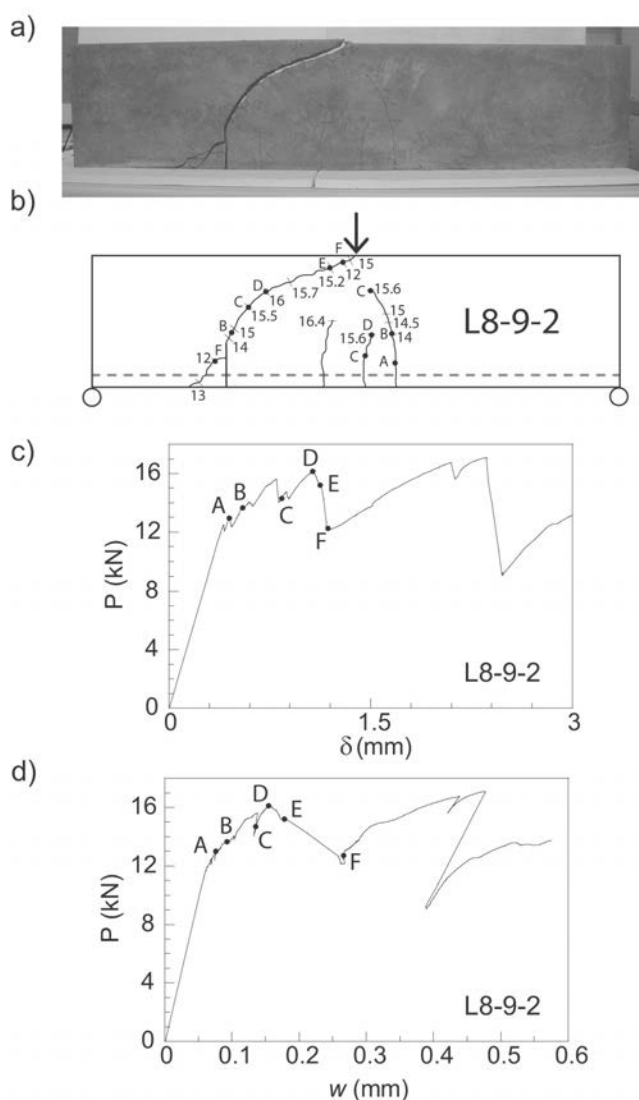 a)
b)
F
E
15
15.2
12
15.7
D
16
C
15.5
B
15
14
F
12
13
16.4
C
15.6
15
14.5
B
14
D
15.6
C
A
L8-9-2
c)
16
12
8
4
0
P (kN)
A
B
C
D
E
F
L8-9-2
0
1.5
3
δ (mm)
d)
16
12
8
4
0
P (kN)
A
B
C
D
E
F
L8-9-2
0
0.1
0.2
0.3
0.4
0.5
0.6
w (mm)